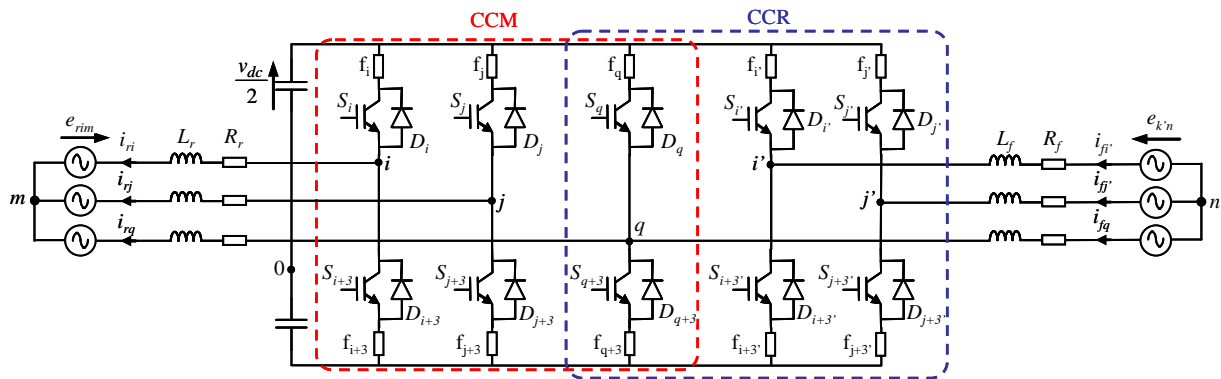 CCM CCR
v_dc/2
f_i f_j f_q f_i' f_j'
S_i S_j S_q S_i' S_j'
D_i D_j D_q D_i' D_j'
e_rim e_k'n
i_ri L_r R_r i i' L_f R_f i_fi'
m i_rj j j' i_fj' n
i_rq q i_fq
0
S_i+3 S_j+3 S_q+3 S_i+3' S_j+3'
D_i+3 D_j+3 D_q+3 D_i+3' D_j+3'
f_i+3 f_j+3 f_q+3 f_i+3' f_j+3'